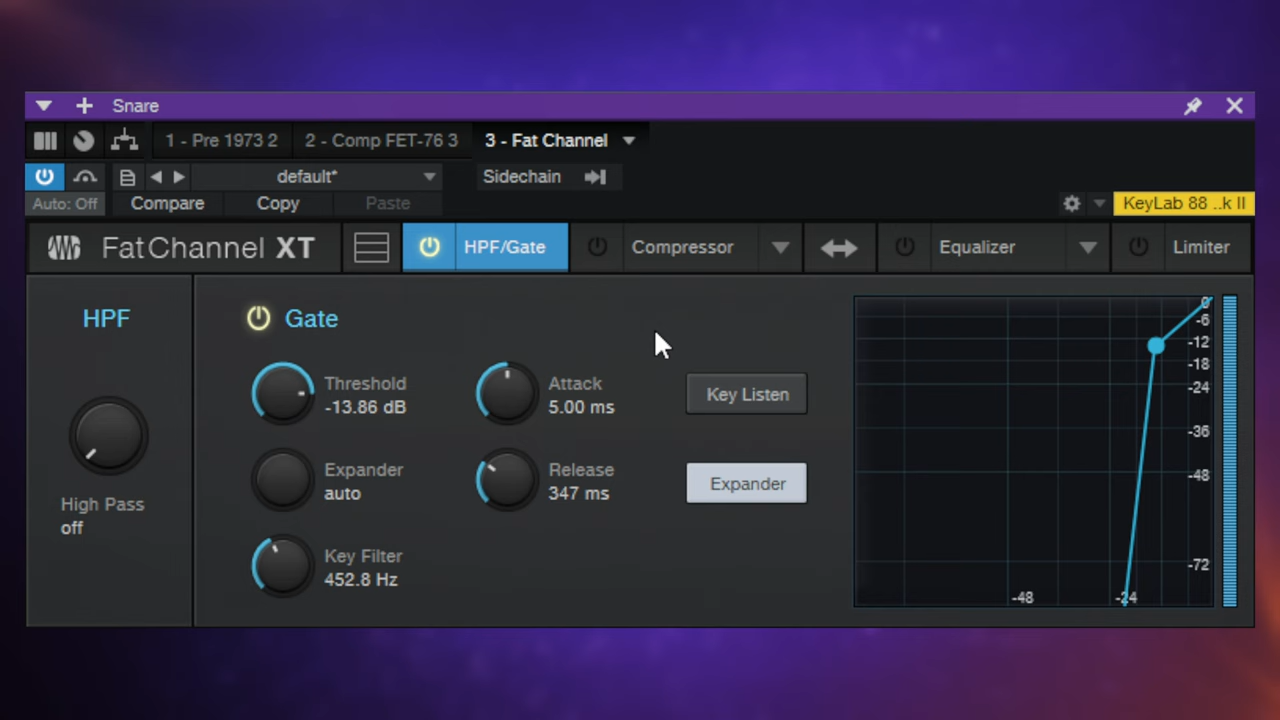 Snare
1 - Pre 1973 2 2 - Comp FET-76 3 3 - Fat Channel
default* Sidechain
Auto: Off Compare Copy Paste KeyLab 88 ..k II
FatChannel XT HPF/Gate Compressor Equalizer Limiter
HPF
High Pass
off
Gate
Threshold
-13.86 dB
Attack
5.00 ms
Key Listen
Expander
auto
Release
347 ms
Expander
Key Filter
452.8 Hz
0
-6
-12
-18
-24
-36
-48
-72
-48 -24